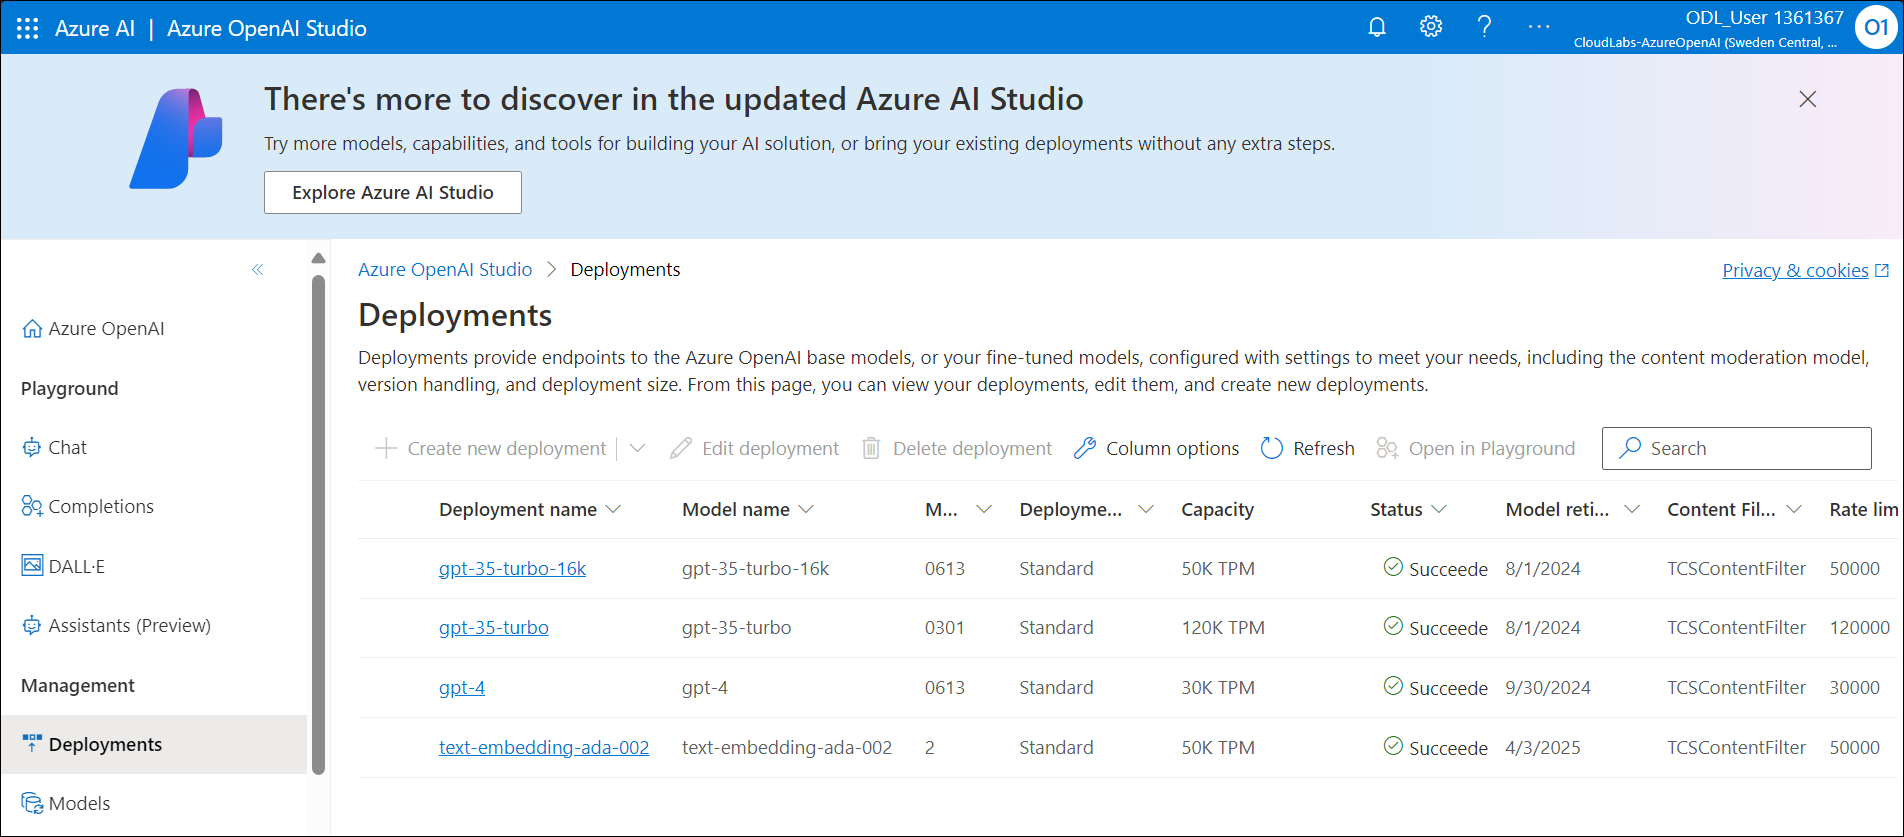 Azure AI | Azure OpenAI Studio
ODL_User 1361367
CloudLabs-AzureOpenAI (Sweden Central, ...
O1
There's more to discover in the updated Azure AI Studio
Try more models, capabilities, and tools for building your AI solution, or bring your existing deployments without any extra steps.
Explore Azure AI Studio
Azure OpenAI
Playground
Chat
Completions
DALL·E
Assistants (Preview)
Management
Deployments
Models
Azure OpenAI Studio > Deployments
Privacy & cookies
Deployments
Deployments provide endpoints to the Azure OpenAI base models, or your fine-tuned models, configured with settings to meet your needs, including the content moderation model,
version handling, and deployment size. From this page, you can view your deployments, edit them, and create new deployments.
Create new deployment Edit deployment Delete deployment Column options Refresh Open in Playground Search
Deployment name Model name M... Deployme... Capacity Status Model reti... Content Fil... Rate lim
gpt-35-turbo-16k gpt-35-turbo-16k 0613 Standard 50K TPM Succeede 8/1/2024 TCSContentFilter 50000
gpt-35-turbo gpt-35-turbo 0301 Standard 120K TPM Succeede 8/1/2024 TCSContentFilter 120000
gpt-4 gpt-4 0613 Standard 30K TPM Succeede 9/30/2024 TCSContentFilter 30000
text-embedding-ada-002 text-embedding-ada-002 2 Standard 50K TPM Succeede 4/3/2025 TCSContentFilter 50000